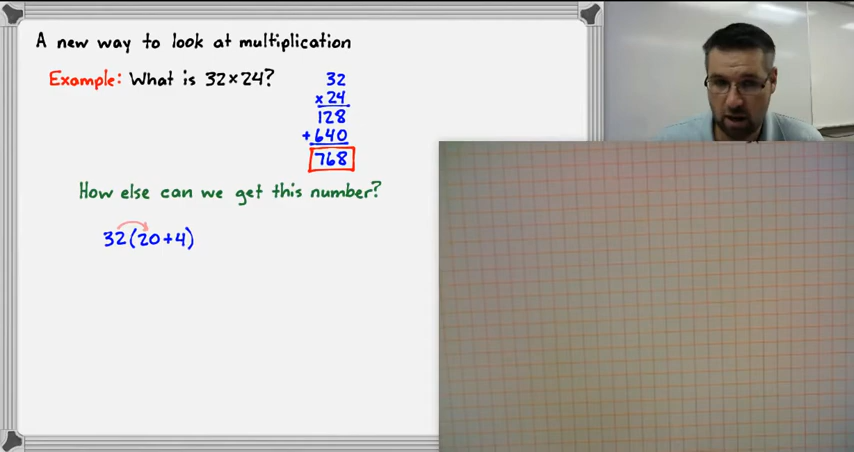 A new way to look at multiplication
Example: What is 32×24?
32
×24
128
+640
768
How else can we get this number?
32(20+4)